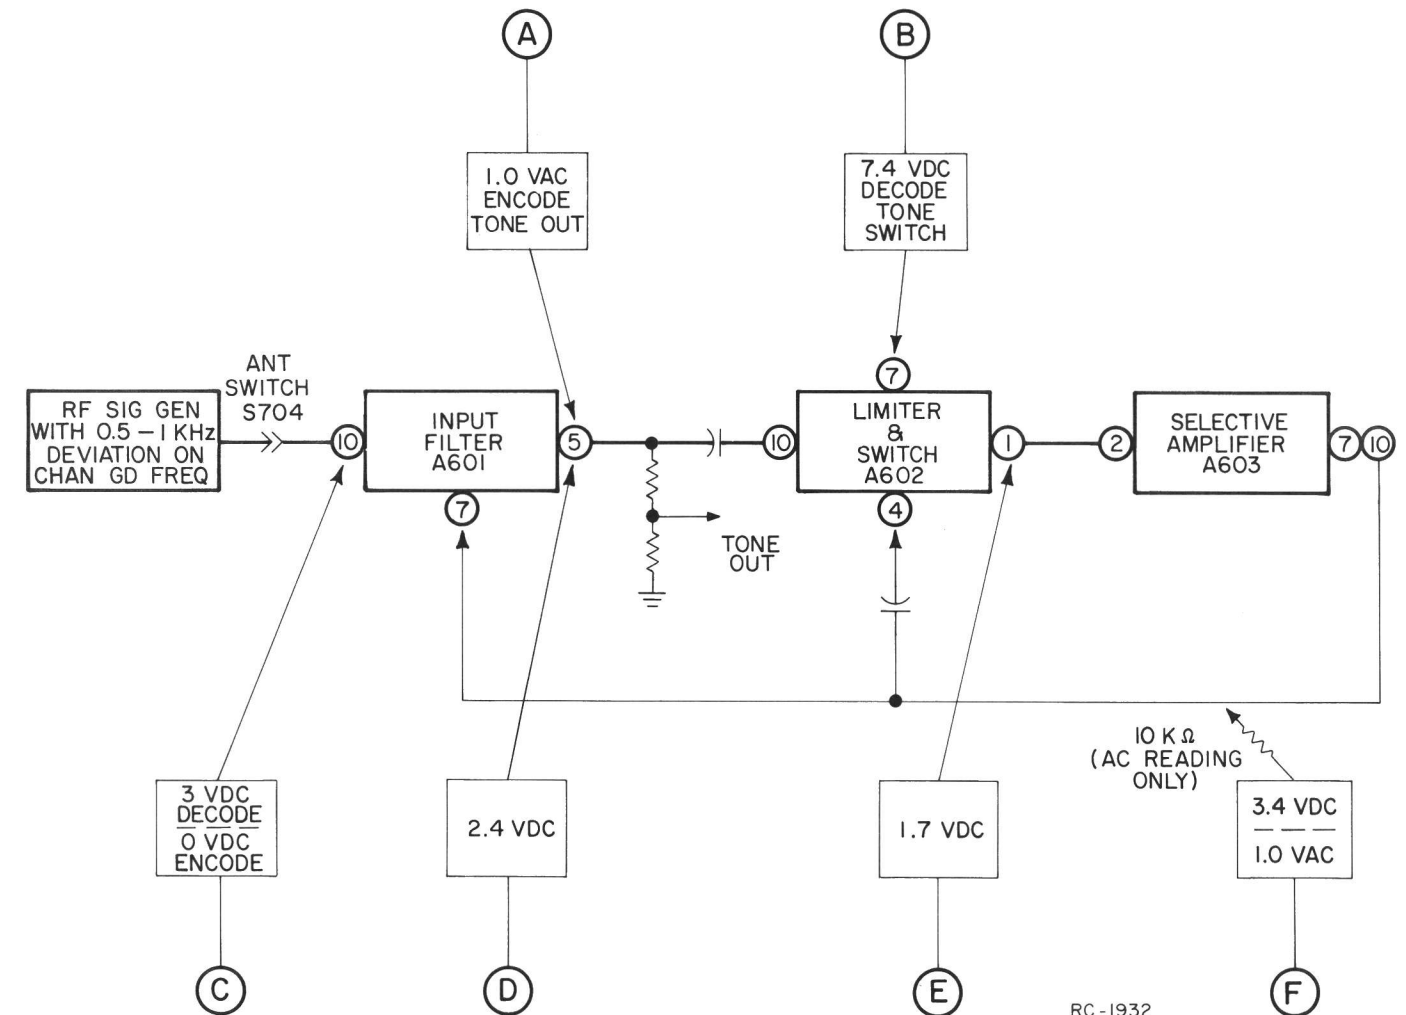 A
B
1.0 VAC
ENCODE
TONE OUT
7.4 VDC
DECODE
TONE
SWITCH
ANT
SWITCH
S704
RF SIG GEN
WITH 0.5 – 1 KHz
DEVIATION ON
CHAN GD FREQ
10
INPUT
FILTER
A601
5
7
TONE
OUT
10
7
LIMITER
&
SWITCH
A602
1
4
2
SELECTIVE
AMPLIFIER
A603
7
10
10 K Ω
(AC READING
ONLY)
3 VDC
DECODE
0 VDC
ENCODE
2.4 VDC
1.7 VDC
3.4 VDC
1.0 VAC
C
D
E
F
RC-1932